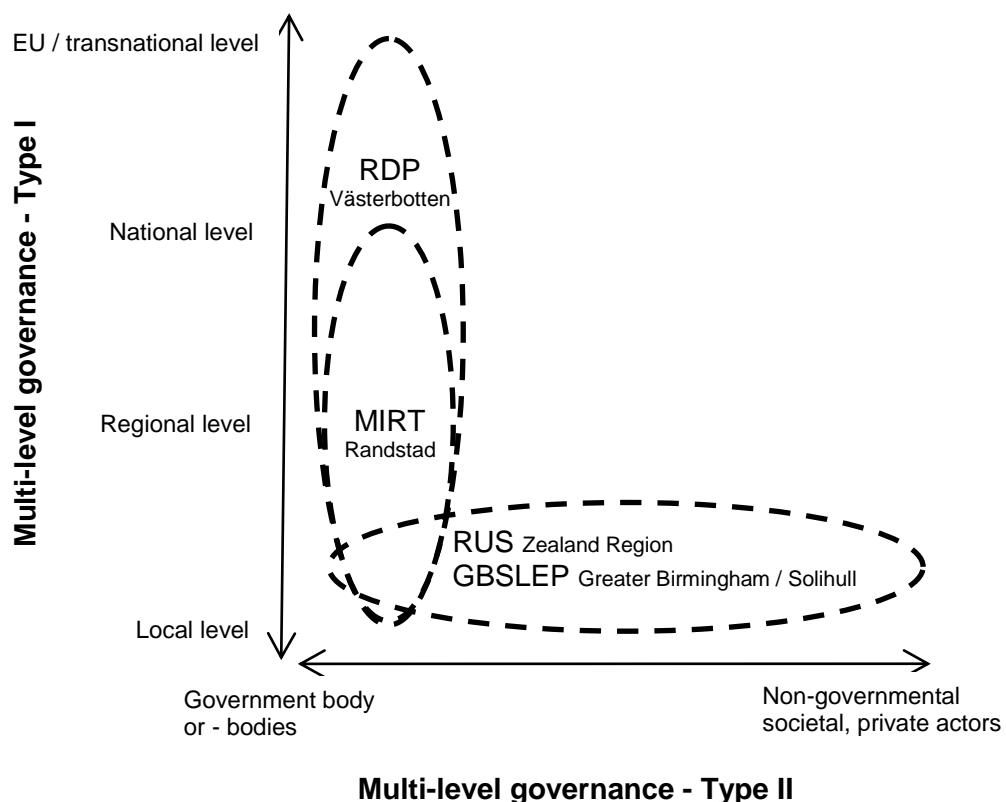 EU / transnational level
Multi-level governance - Type I
RDP
Västerbotten
National level
MIRT
Regional level
Randstad
RUS Zealand Region
GBSLEP Greater Birmingham / Solihull
Local level
Government body
or - bodies
Non-governmental
societal, private actors
Multi-level governance - Type II